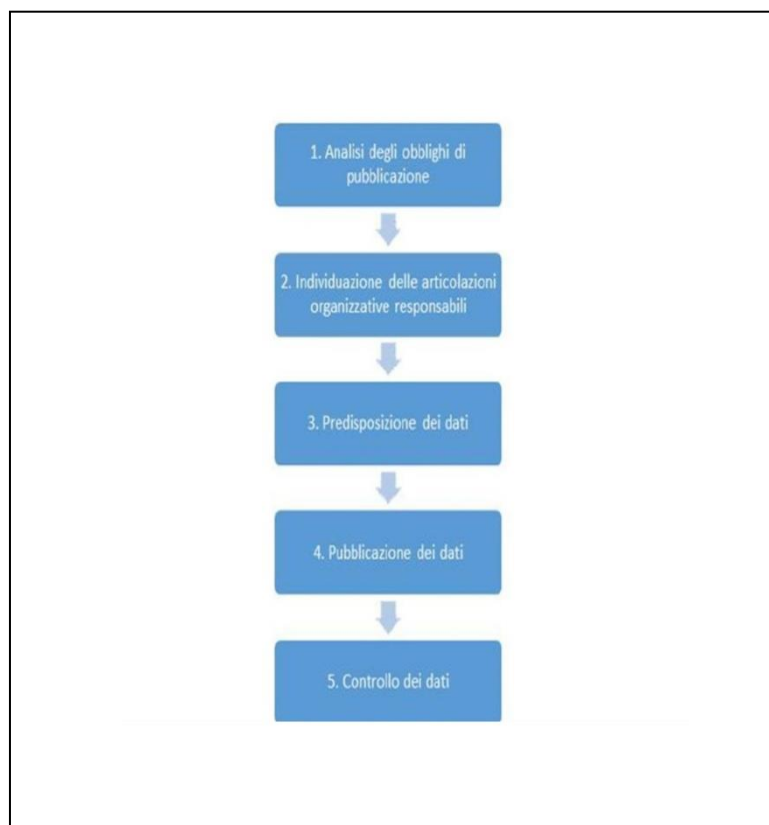 1. Analisi degli obblighi di
pubblicazione
2. Individuazione delle articolazioni
organizzative responsabili
3. Predisposizione dei dati
4. Pubblicazione dei dati
5. Controllo dei dati